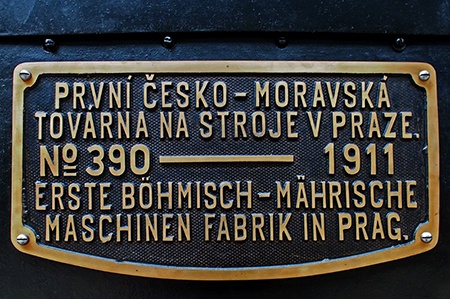 PRVNÍ ČESKO-MORAVSKÁ
TOVÁRNA NA STROJE V PRAZE.
No 390 — 1911
ERSTE BÖHMISCH-MÄHRISCHE
MASCHINEN FABRIK IN PRAG.